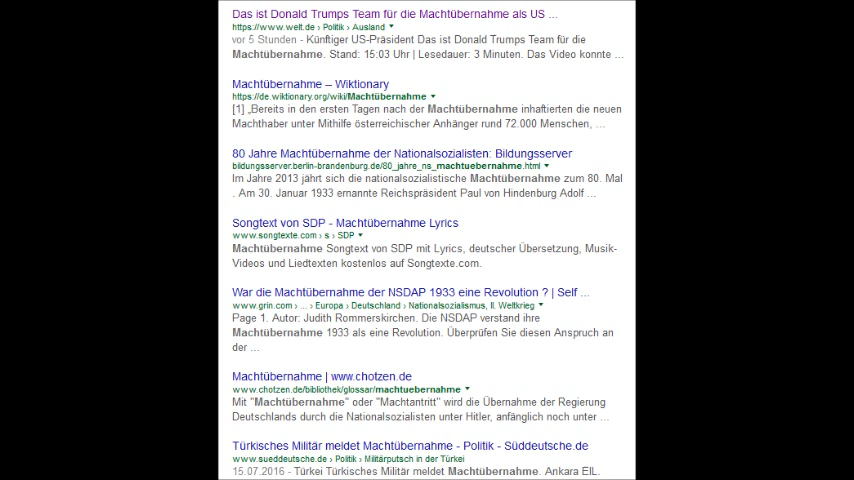 Das ist Donald Trumps Team für die Machtübernahme als US ...
https://www.welt.de › Politik › Ausland
vor 5 Stunden - Künftiger US-Präsident Das ist Donald Trumps Team für die
Machtübernahme. Stand: 15:03 Uhr | Lesedauer: 3 Minuten. Das Video konnte ...
Machtübernahme – Wiktionary
https://de.wiktionary.org/wiki/Machtübernahme
[1] „Bereits in den ersten Tagen nach der Machtübernahme inhaftierten die neuen
Machthaber unter Mithilfe österreichischer Anhänger rund 72.000 Menschen, ...
80 Jahre Machtübernahme der Nationalsozialisten: Bildungsserver
bildungsserver.berlin-brandenburg.de/80_jahre_ns_machtuebernahme.html
Im Jahre 2013 jährt sich die nationalsozialistische Machtübernahme zum 80. Mal
. Am 30. Januar 1933 ernannte Reichspräsident Paul von Hindenburg Adolf ...
Songtext von SDP - Machtübernahme Lyrics
www.songtexte.com › s › SDP
Machtübernahme Songtext von SDP mit Lyrics, deutscher Übersetzung, Musik-
Videos und Liedtexten kostenlos auf Songtexte.com.
War die Machtübernahme der NSDAP 1933 eine Revolution ? | Self ...
www.grin.com › ... › Europa › Deutschland › Nationalsozialismus, II. Weltkrieg
Page 1. Autor: Judith Rommerskirchen. Die NSDAP verstand ihre
Machtübernahme 1933 als eine Revolution. Überprüfen Sie diesen Anspruch an
der ...
Machtübernahme | www.chotzen.de
www.chotzen.de/bibliothek/glossar/machtuebernahme
Mit "Machtübernahme" oder "Machtantritt" wird die Übernahme der Regierung
Deutschlands durch die Nationalsozialisten unter Hitler, anfänglich noch unter ...
Türkisches Militär meldet Machtübernahme - Politik - Süddeutsche.de
www.sueddeutsche.de › Politik › Militärputsch in der Türkei
15.07.2016 - Türkei Türkisches Militär meldet Machtübernahme. Ankara EIL.